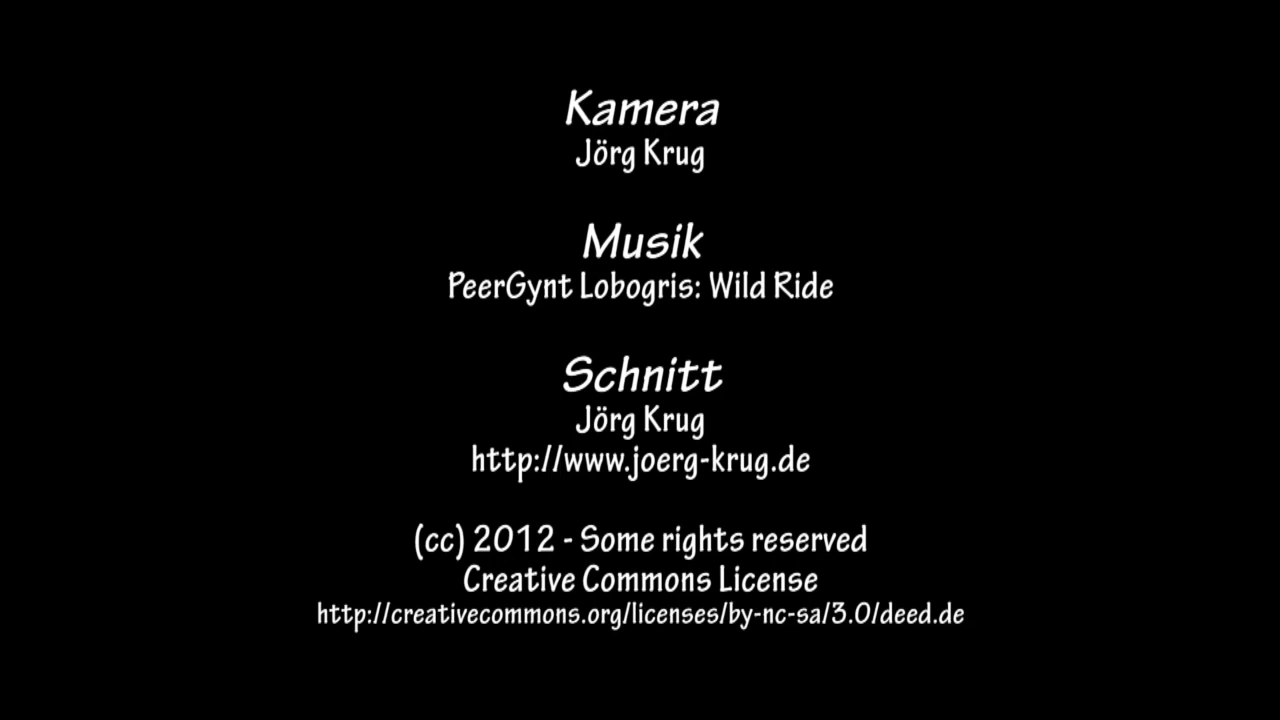 Kamera
Jörg Krug
Musik
PeerGynt Lobogris: Wild Ride
Schnitt
Jörg Krug
http://www.joerg-krug.de
(cc) 2012 - Some rights reserved
Creative Commons License
http://creativecommons.org/licenses/by-nc-sa/3.0/deed.de